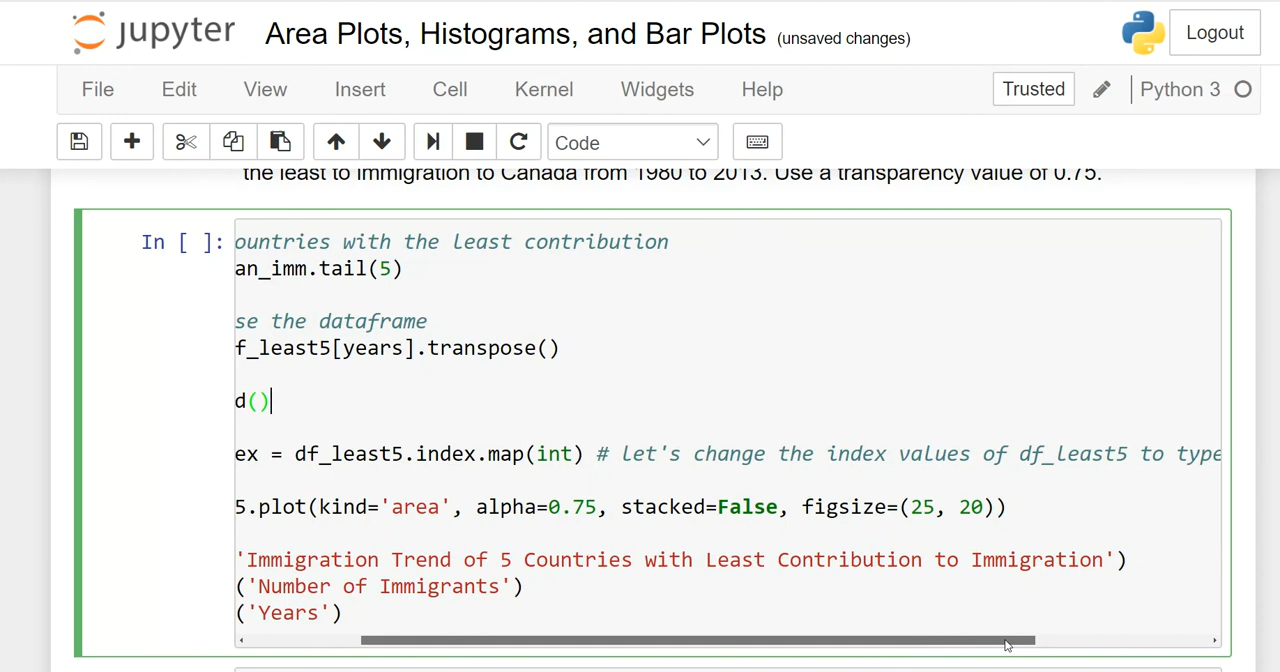 jupyter Area Plots, Histograms, and Bar Plots (unsaved changes) Logout
File Edit View Insert Cell Kernel Widgets Help Trusted Python 3
Code
the least to immigration to Canada from 1980 to 2013. Use a transparency value of 0.75.
In [ ]: ountries with the least contribution
an_imm.tail(5)
se the dataframe
f_least5[years].transpose()
d()
ex = df_least5.index.map(int) # let's change the index values of df_least5 to type
5.plot(kind='area', alpha=0.75, stacked=False, figsize=(25, 20))
'Immigration Trend of 5 Countries with Least Contribution to Immigration')
('Number of Immigrants')
('Years')